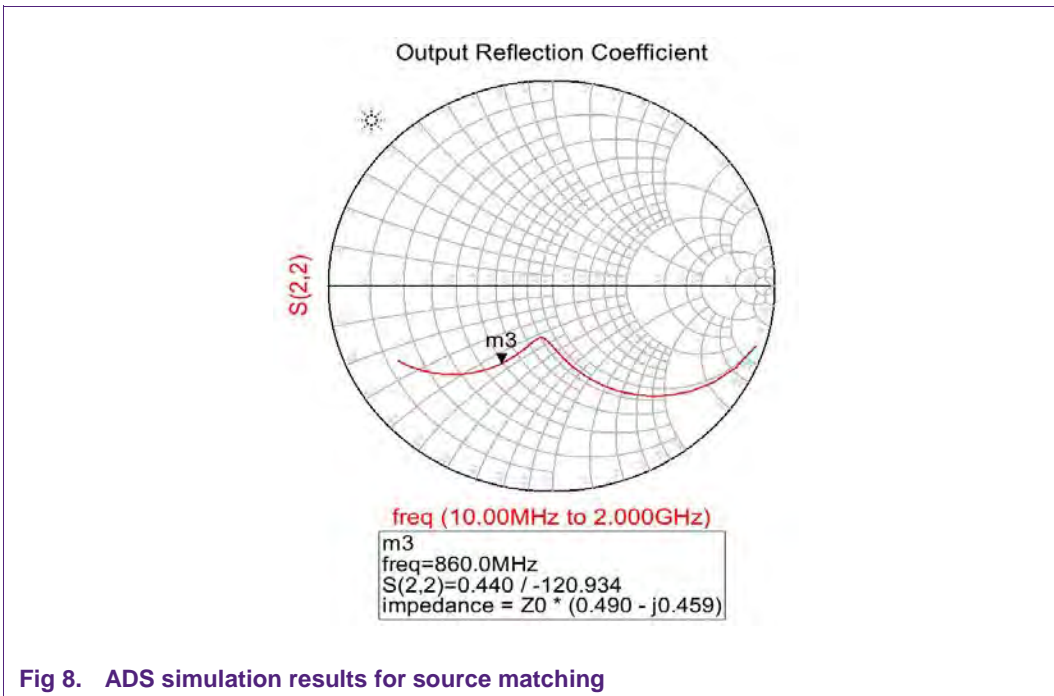 Output Reflection Coefficient
S(2,2)
m3
freq (10.00MHz to 2.000GHz)
m3
freq=860.0MHz
S(2,2)=0.440 / -120.934
impedance = Z0 * (0.490 - j0.459)
Fig 8. ADS simulation results for source matching